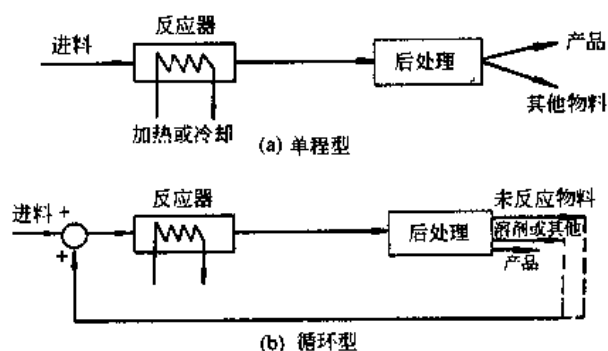 反应器
进料
后处理
产品
其他物料
加热或冷却
(a) 单程型
反应器
进料 +
+
后处理
未反应物料
溶剂或其他
产品
(b) 循环型